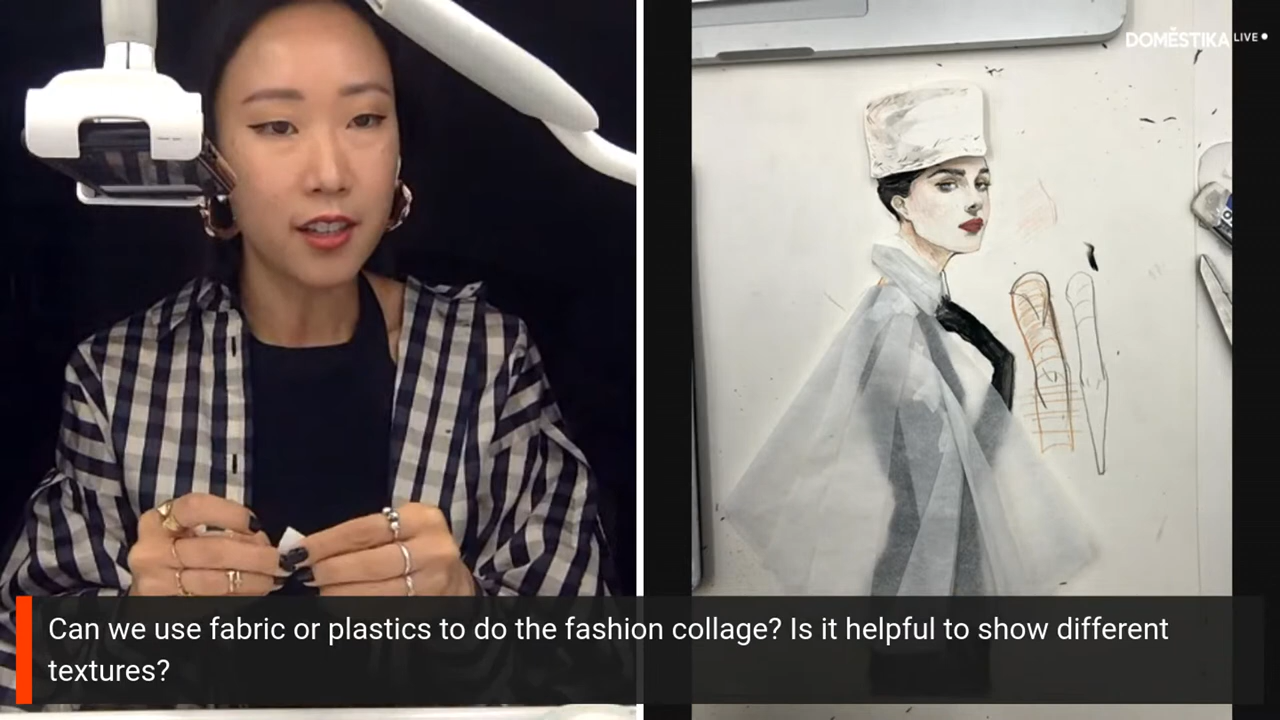 DOMĒSTIKA LIVE
Can we use fabric or plastics to do the fashion collage? Is it helpful to show different
textures?